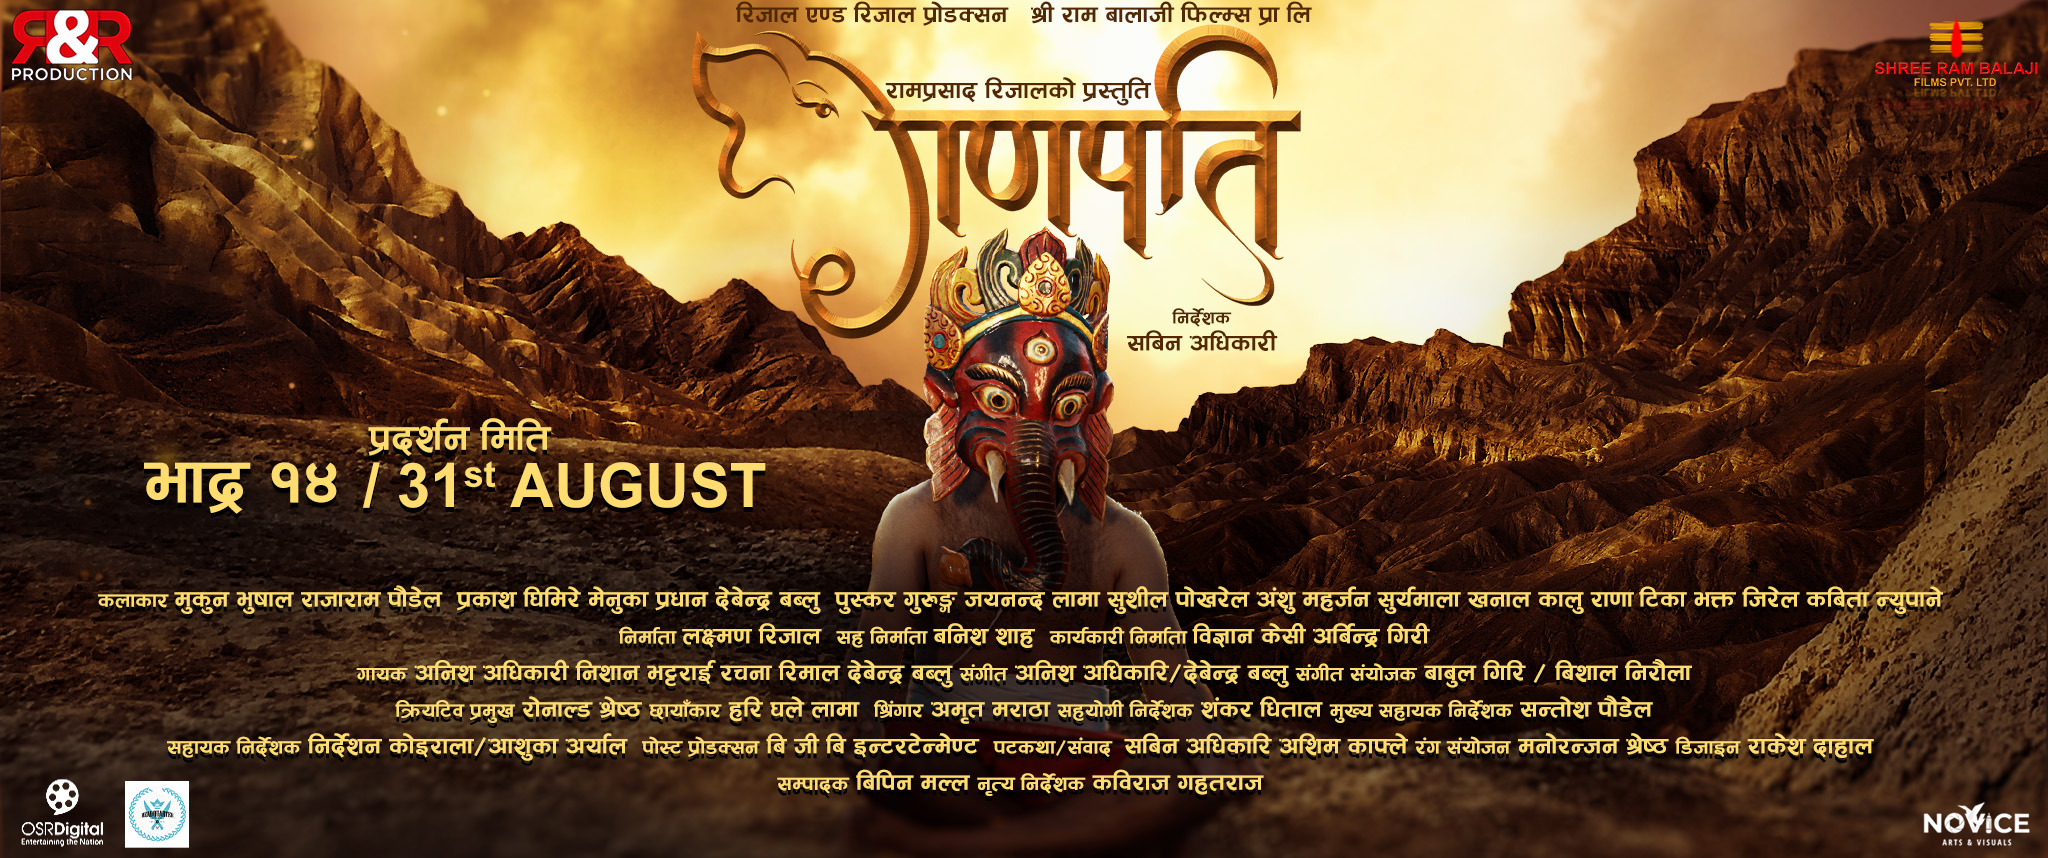 रिजाल एण्ड रिजाल प्रोडक्सन श्री राम बालाजी फिल्म्स प्रा लि
R&R
PRODUCTION
SHREE RAM BALAJI
FILMS PVT. LTD
रामप्रसाद रिजालको प्रस्तुति
गणपति
निर्देशक
सबिन अधिकारी
प्रदर्शन मिति
भाद्र १४ / 31st AUGUST
कलाकार मुकुन भुषाल राजाराम पौडेल प्रकाश घिमिरे मेनुका प्रधान देबेन्द्र बब्लु पुस्कर गुरुङ्ग जयनन्द लामा सुशील पोखरेल अंशु महर्जन सुर्यमाला खनाल कालु राणा टिका भक्त जिरेल कबिता न्युपाने
निर्माता लक्ष्मण रिजाल सह निर्माता बनिश शाह कार्यकारी निर्माता विज्ञान केसी अर्बिन्द्र गिरी
गायक अनिश अधिकारी निशान भट्टराई रचना रिमाल देबेन्द्र बब्लु संगीत अनिश अधिकारि/देबेन्द्र बब्लु संगीत संयोजक बाबुल गिरि / बिशाल निरौला
क्रियटिव प्रमुख रोनाल्ड श्रेष्ठ छायाँकार हरि घले लामा श्रिंगार अमृत मराठा सहयोगी निर्देशक शंकर धिताल मुख्य सहायक निर्देशक सन्तोश पौडेल
सहायक निर्देशक निर्देशन कोइराला/आशुका अर्याल पोस्ट प्रोडक्सन बि जी बि इन्टरटेन्मेण्ट पटकथा/संवाद सबिन अधिकारि अशिम काफ्ले रंग संयोजन मनोरन्जन श्रेष्ठ डिजाइन राकेश दाहाल
सम्पादक बिपिन मल्ल नृत्य निर्देशक कविराज गहतराज
OSRDigital
Entertaining the Nation
NOVICE
ARTS & VISUALS